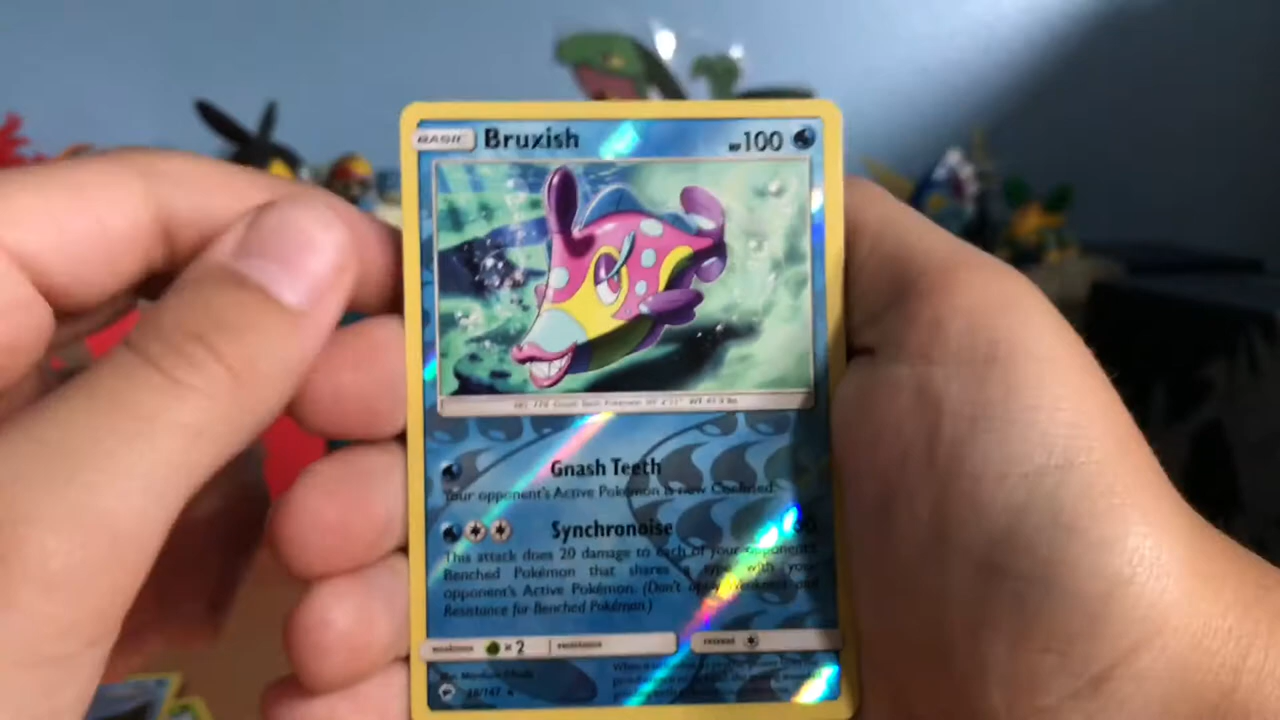 BASIC Bruxish HP 100
Gnash Teeth
Your opponent's Active Pokémon is now Confused.
Synchronoise
This attack does 20 damage to each of your opponent's
Benched Pokémon that shares a type with your
opponent's Active Pokémon. (Don't apply Weakness and
Resistance for Benched Pokémon.)
weakness × 2 resistance retreat
/147